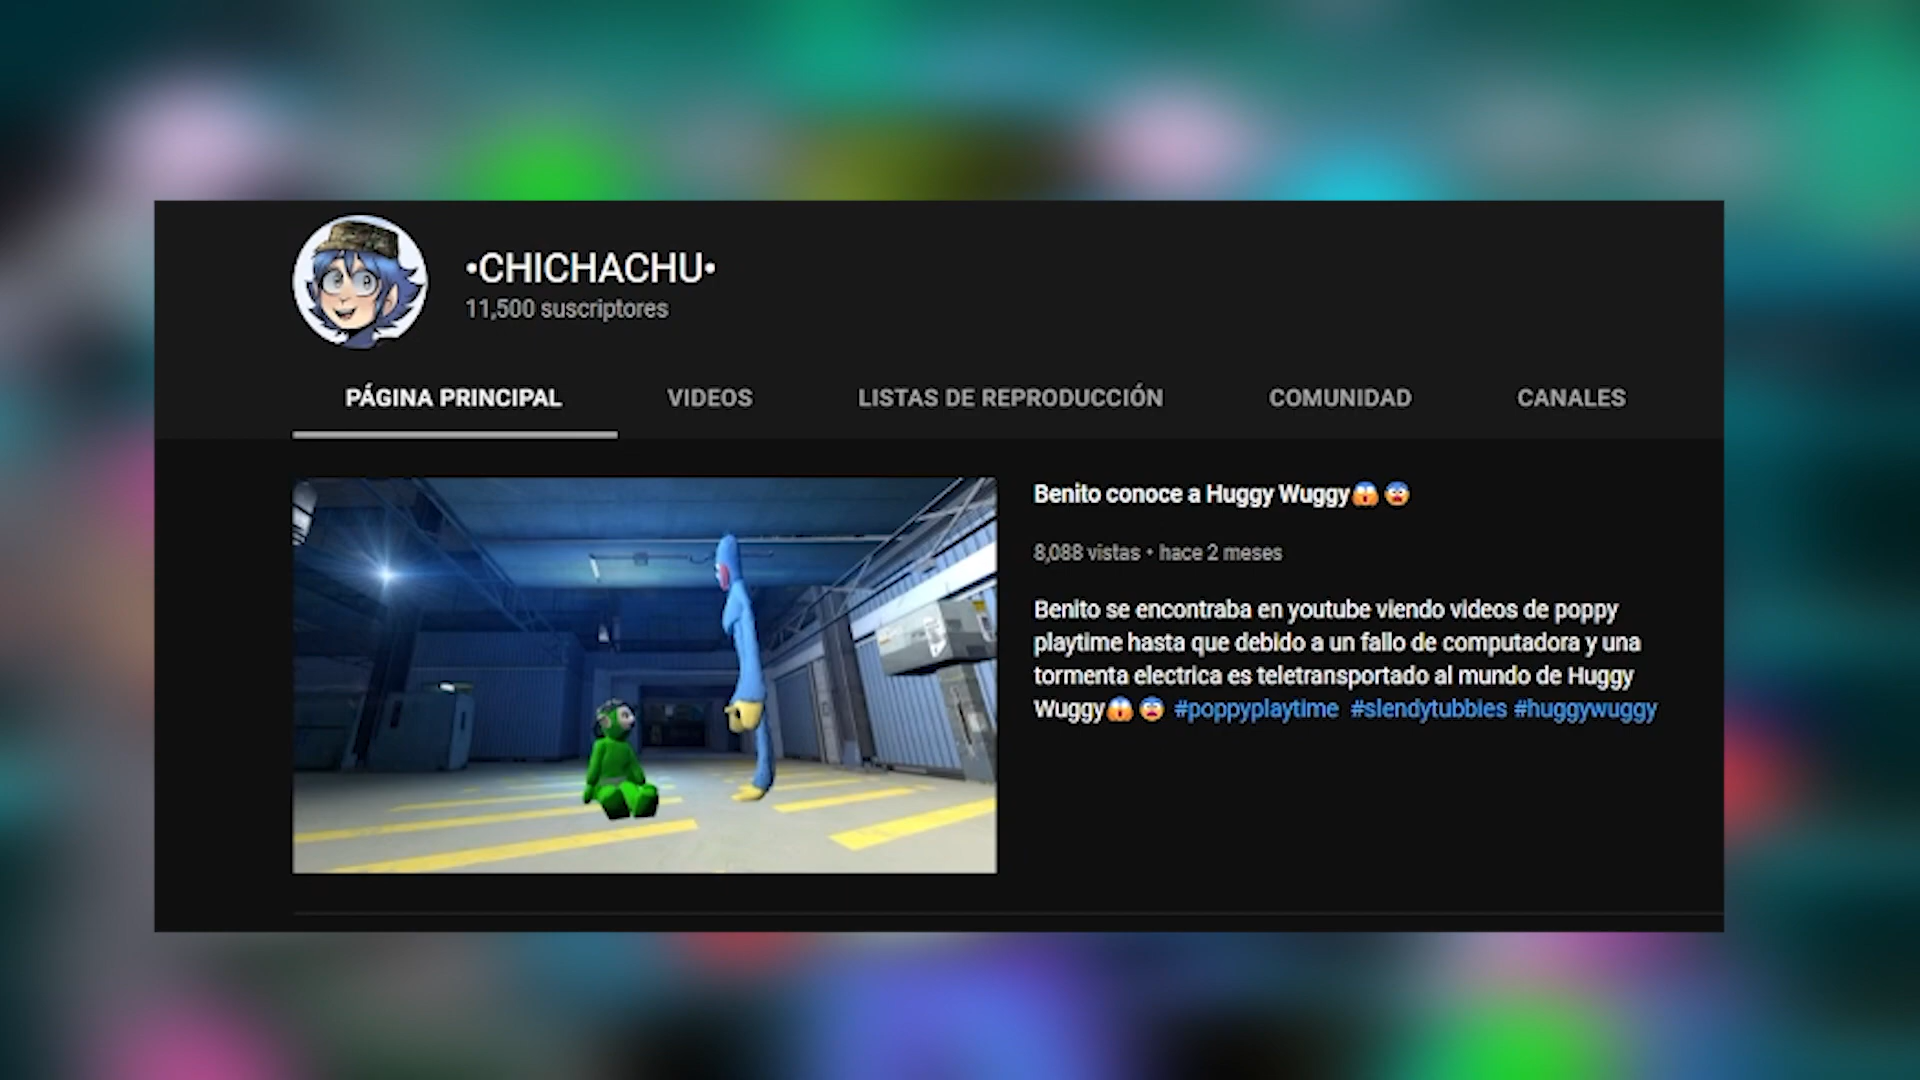 •CHICHACHU•
11,500 suscriptores
PÁGINA PRINCIPAL
VIDEOS
LISTAS DE REPRODUCCIÓN
COMUNIDAD
CANALES
Benito conoce a Huggy Wuggy😱😨
8,088 vistas • hace 2 meses
Benito se encontraba en youtube viendo videos de poppy
playtime hasta que debido a un fallo de computadora y una
tormenta electrica es teletransportado al mundo de Huggy
Wuggy😱😨 #poppyplaytime #slendytubbies #huggywuggy